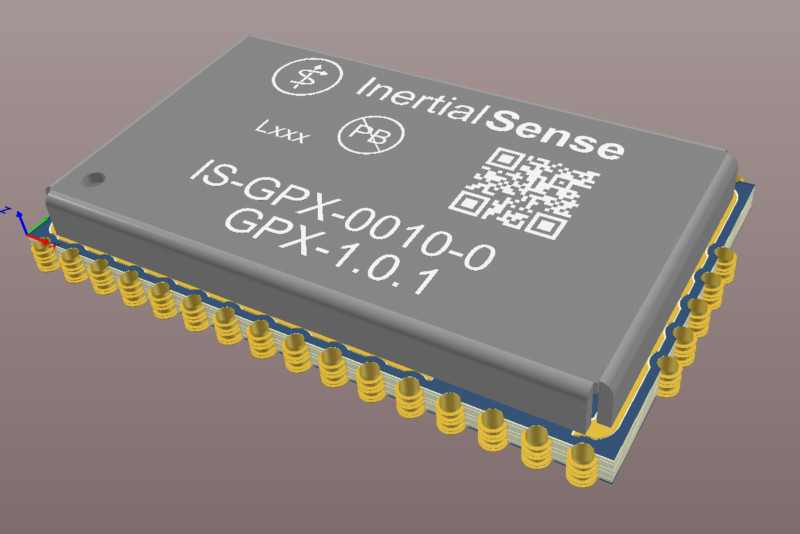 InertialSense
Lxxx
PB
IS-GPX-0010-0
GPX-1.0.1
Z